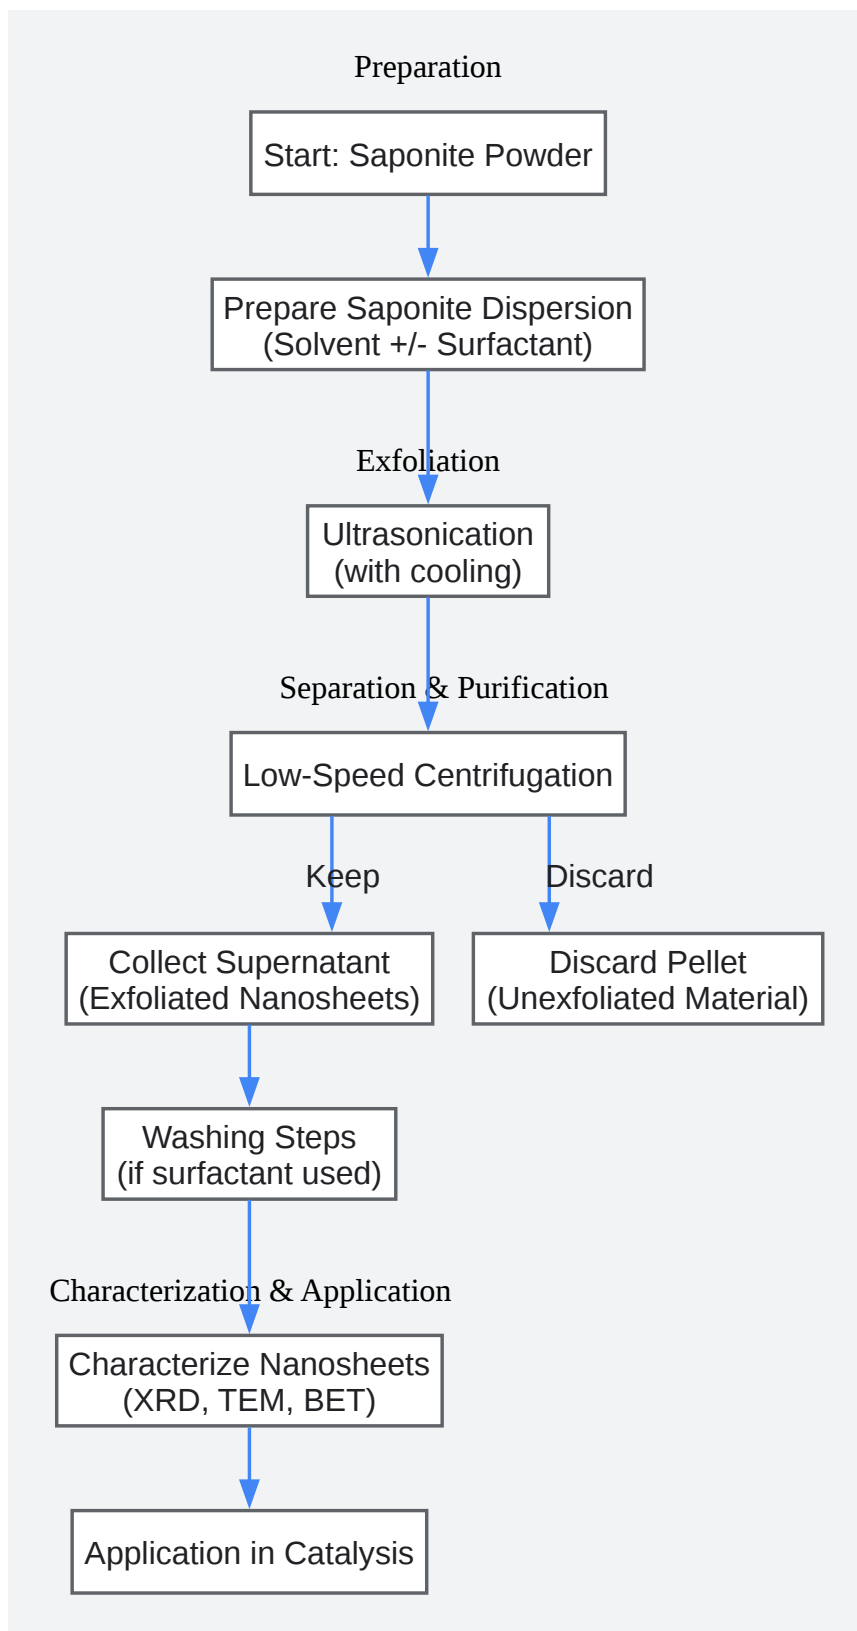 Preparation
Start: Saponite Powder
Prepare Saponite Dispersion
(Solvent +/- Surfactant)
Exfoliation
Ultrasonication
(with cooling)
Separation & Purification
Low-Speed Centrifugation
Keep
Discard
Collect Supernatant
(Exfoliated Nanosheets)
Discard Pellet
(Unexfoliated Material)
Washing Steps
(if surfactant used)
Characterization & Application
Characterize Nanosheets
(XRD, TEM, BET)
Application in Catalysis